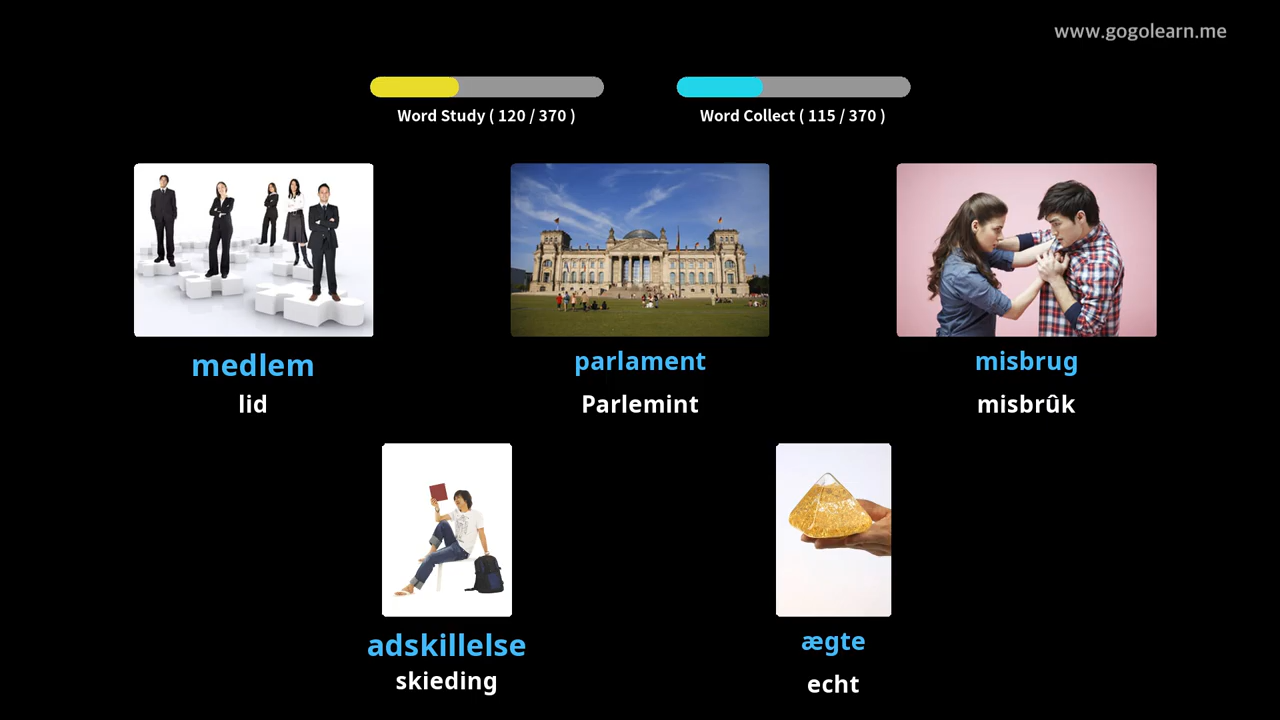 www.gogolearn.me
Word Study ( 120 / 370 )
Word Collect ( 115 / 370 )
medlem
lid
parlament
Parlemint
misbrug
misbrûk
adskillelse
skieding
ægte
echt